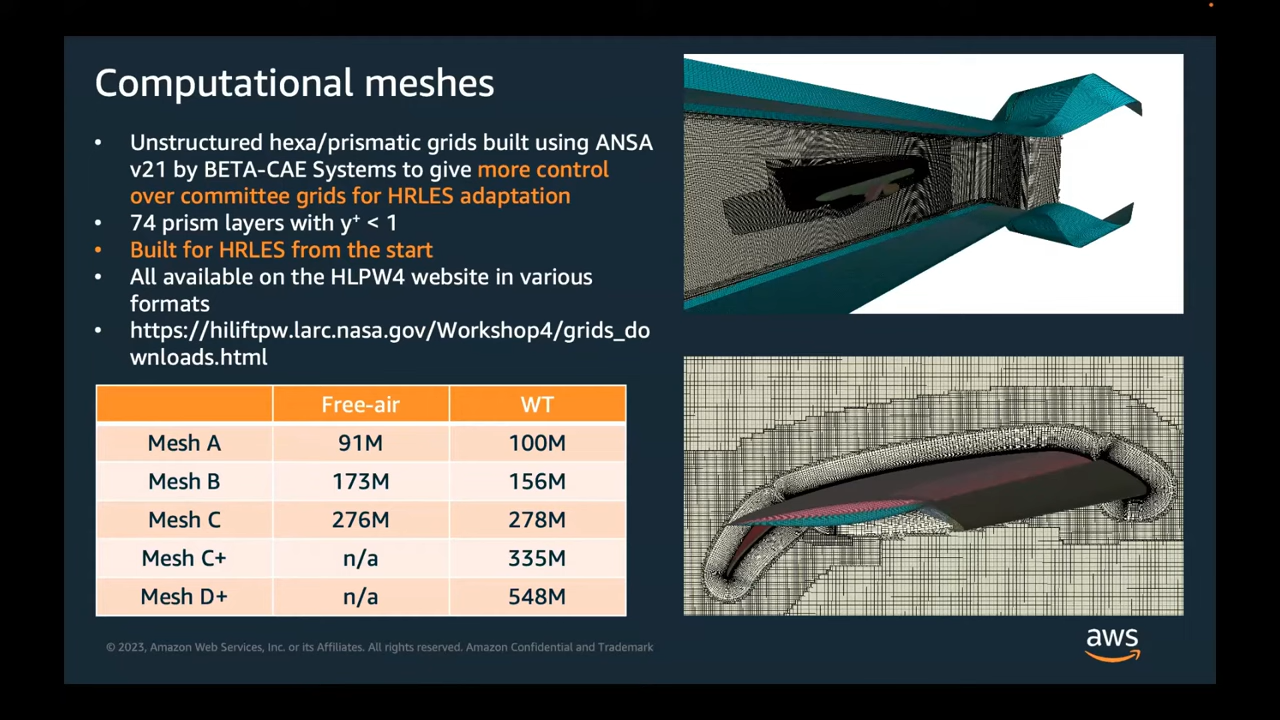 Computational meshes
• Unstructured hexa/prismatic grids built using ANSA
v21 by BETA-CAE Systems to give more control
over committee grids for HRLES adaptation
• 74 prism layers with y+ < 1
• Built for HRLES from the start
• All available on the HLPW4 website in various
formats
• https://hiliftpw.larc.nasa.gov/Workshop4/grids_do
wnloads.html
Free-air WT
Mesh A 91M 100M
Mesh B 173M 156M
Mesh C 276M 278M
Mesh C+ n/a 335M
Mesh D+ n/a 548M
© 2023, Amazon Web Services, Inc. or its Affiliates. All rights reserved. Amazon Confidential and Trademark
aws